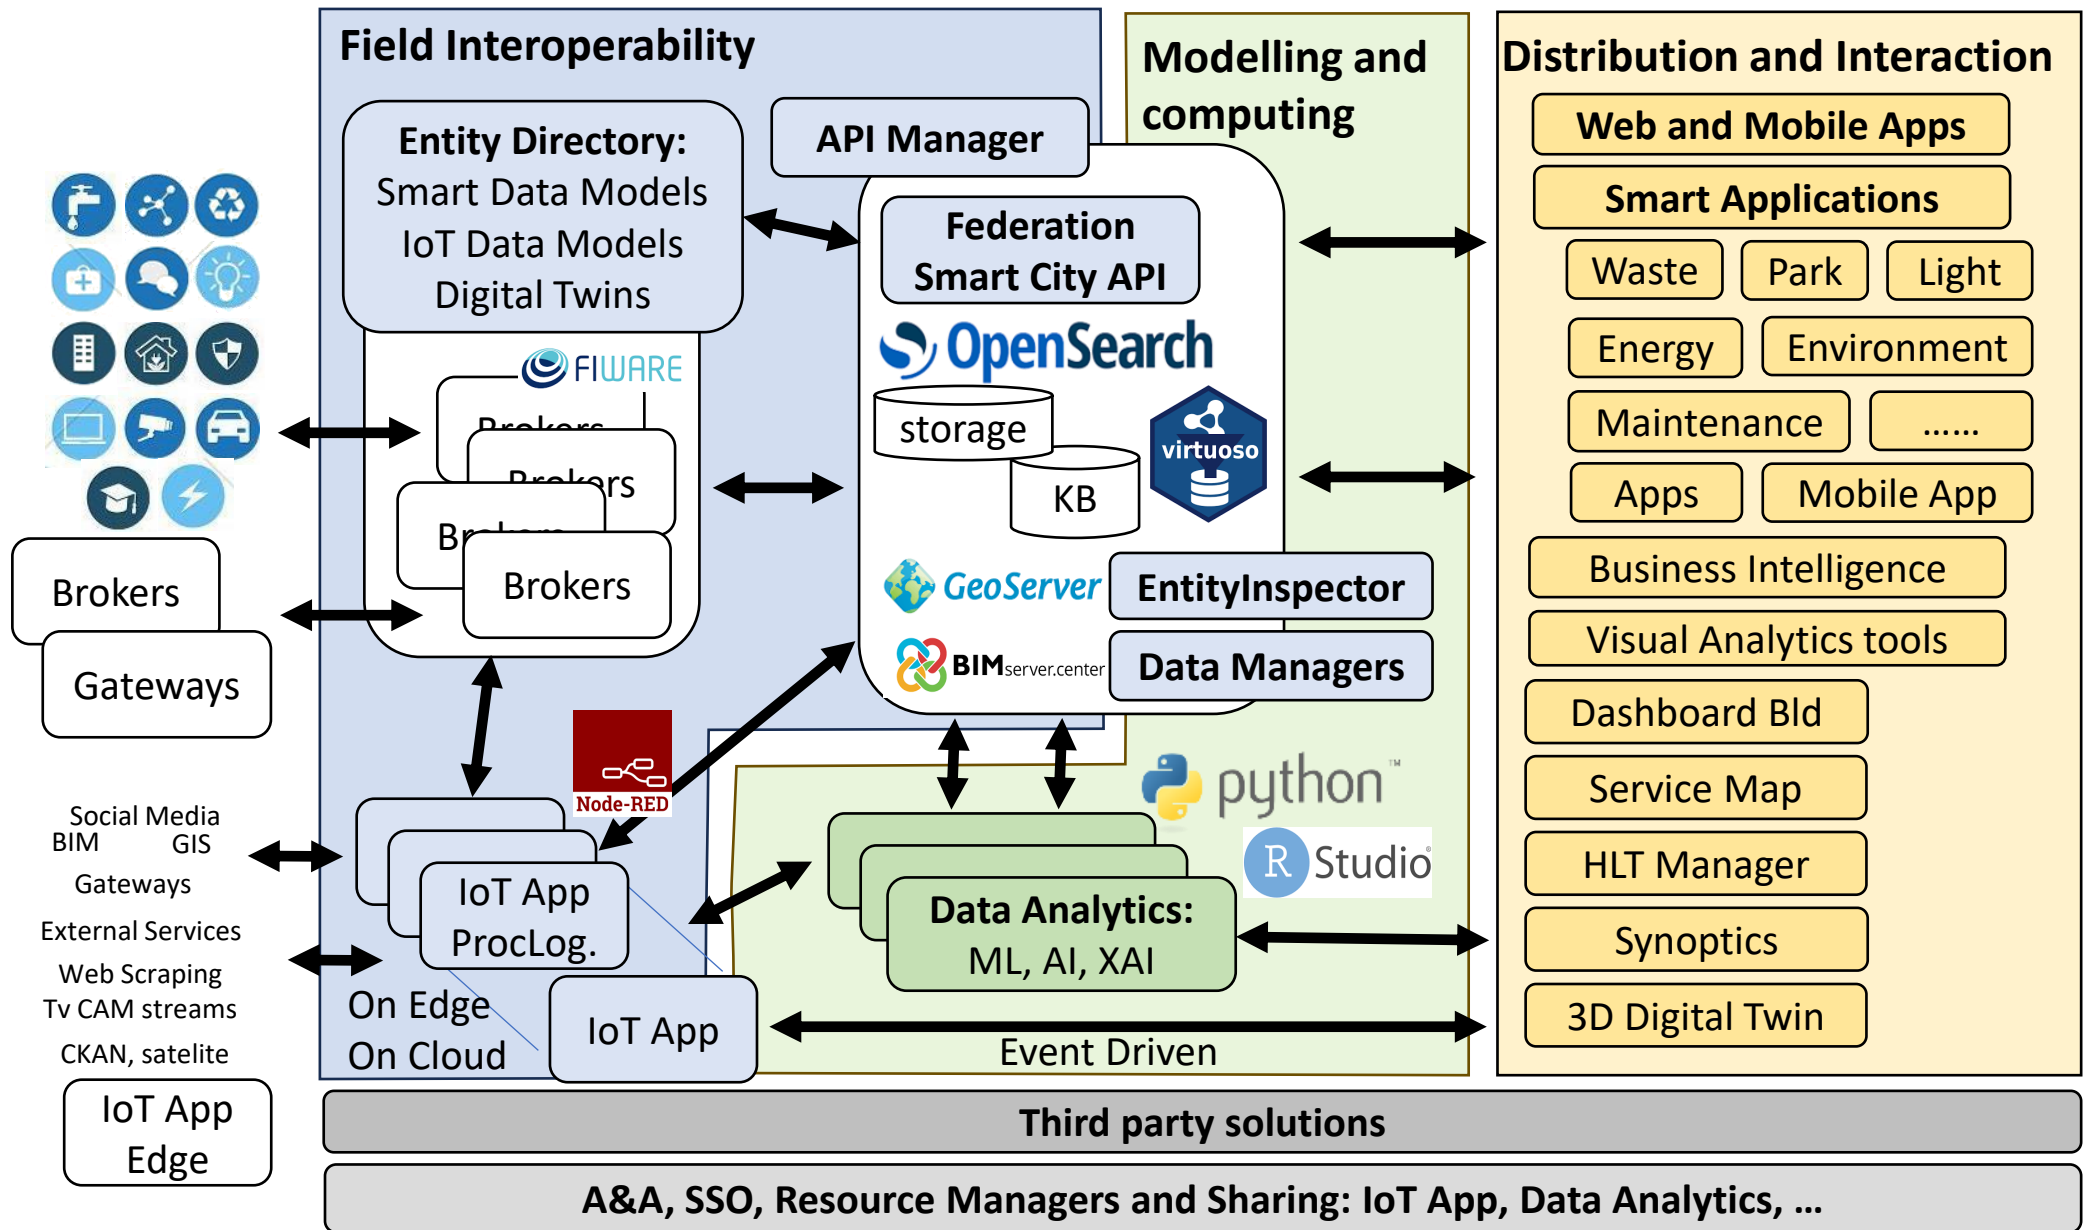 Field Interoperability
Modelling and
computing
Distribution and Interaction
Entity Directory:
Smart Data Models
IoT Data Models
Digital Twins
API Manager
Federation
Smart City API
OpenSearch
storage
KB
virtuoso
GeoServer
EntityInspector
BIMserver.center
Data Managers
FIWARE
Brokers
Brokers
Brokers
Brokers
Brokers
Gateways
Node-RED
Social Media
BIM GIS
Gateways
External Services
Web Scraping
Tv CAM streams
CKAN, satelite
IoT App
Edge
IoT App
ProcLog.
On Edge
On Cloud
IoT App
python™
R Studio
Data Analytics:
ML, AI, XAI
Event Driven
Web and Mobile Apps
Smart Applications
Waste Park Light
Energy Environment
Maintenance ......
Apps Mobile App
Business Intelligence
Visual Analytics tools
Dashboard Bld
Service Map
HLT Manager
Synoptics
3D Digital Twin
Third party solutions
A&A, SSO, Resource Managers and Sharing: IoT App, Data Analytics, ...